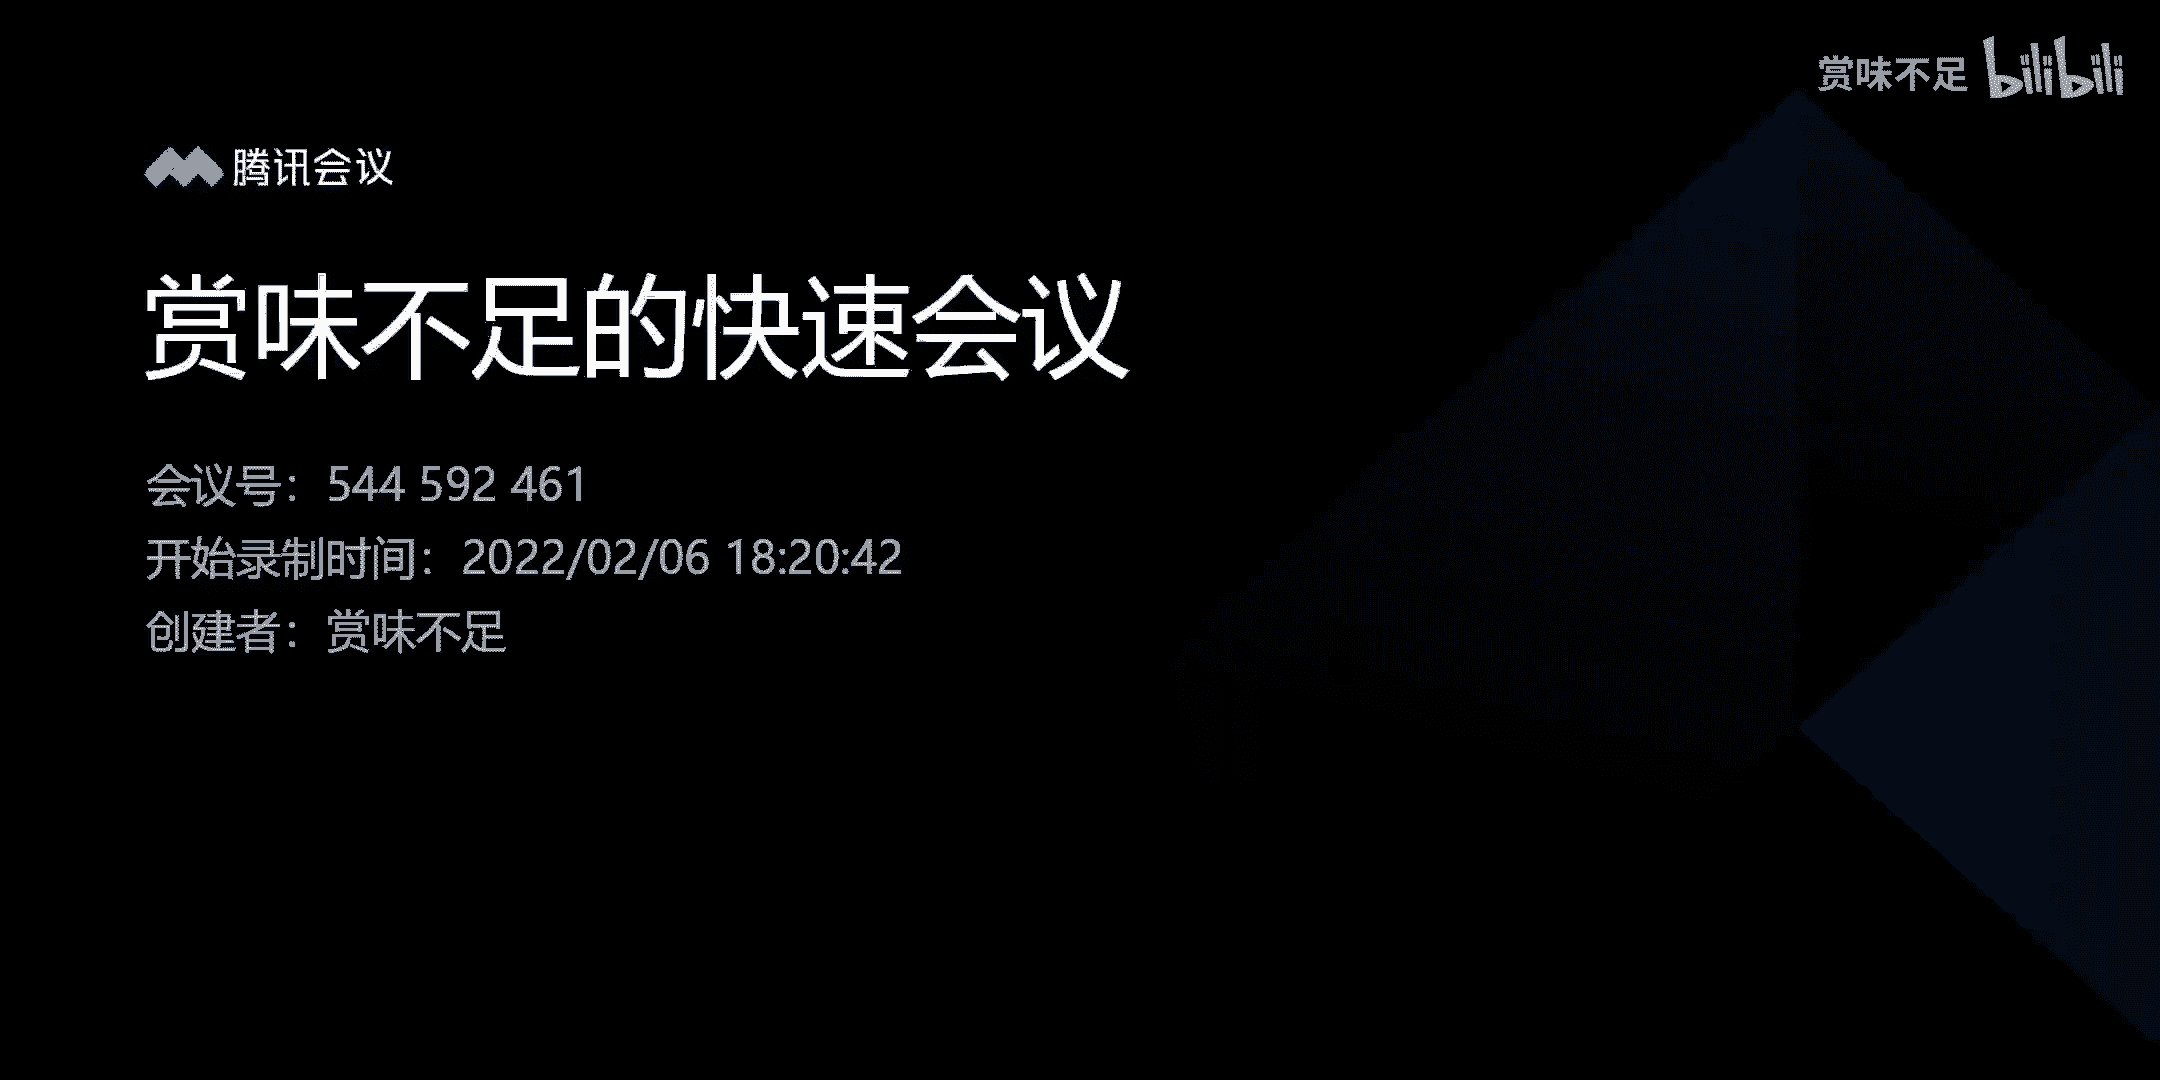 赏味不足 bilibili
腾讯会议
赏味不足的快速会议
会议号：544 592 461
开始录制时间：2022/02/06 18:20:42
创建者：赏味不足